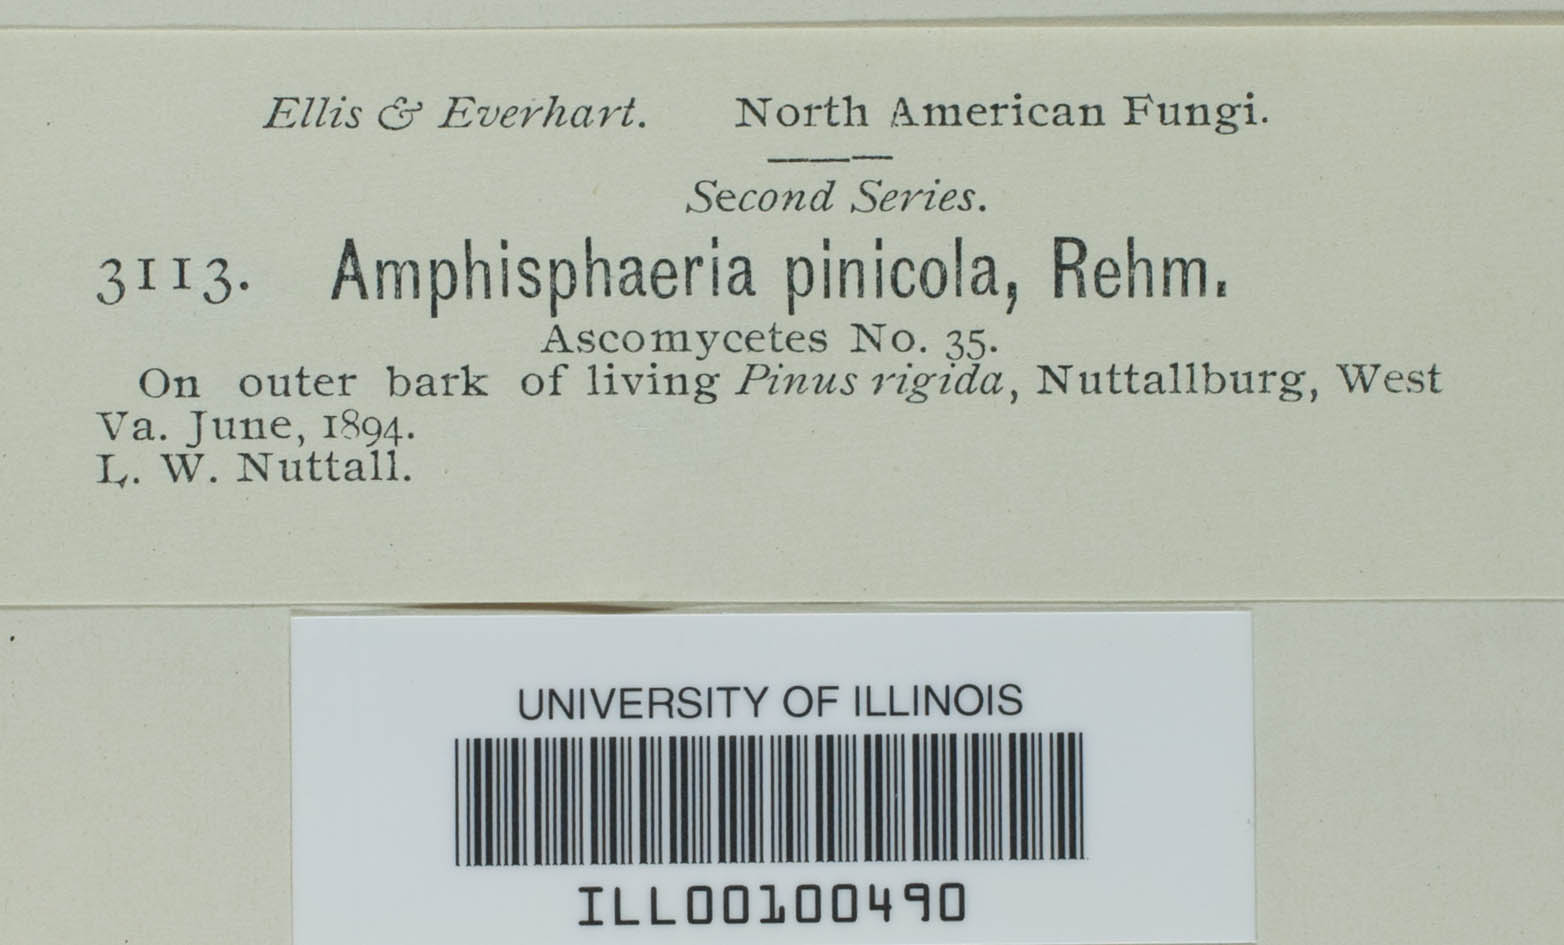 Ellis & Everhart. North American Fungi.
Second Series.
3113. Amphisphaeria pinicola, Rehm.
Ascomycetes No. 35.
On outer bark of living Pinus rigida, Nuttallburg, West
Va. June, 1894.
L. W. Nuttall.
UNIVERSITY OF ILLINOIS
ILL00100490